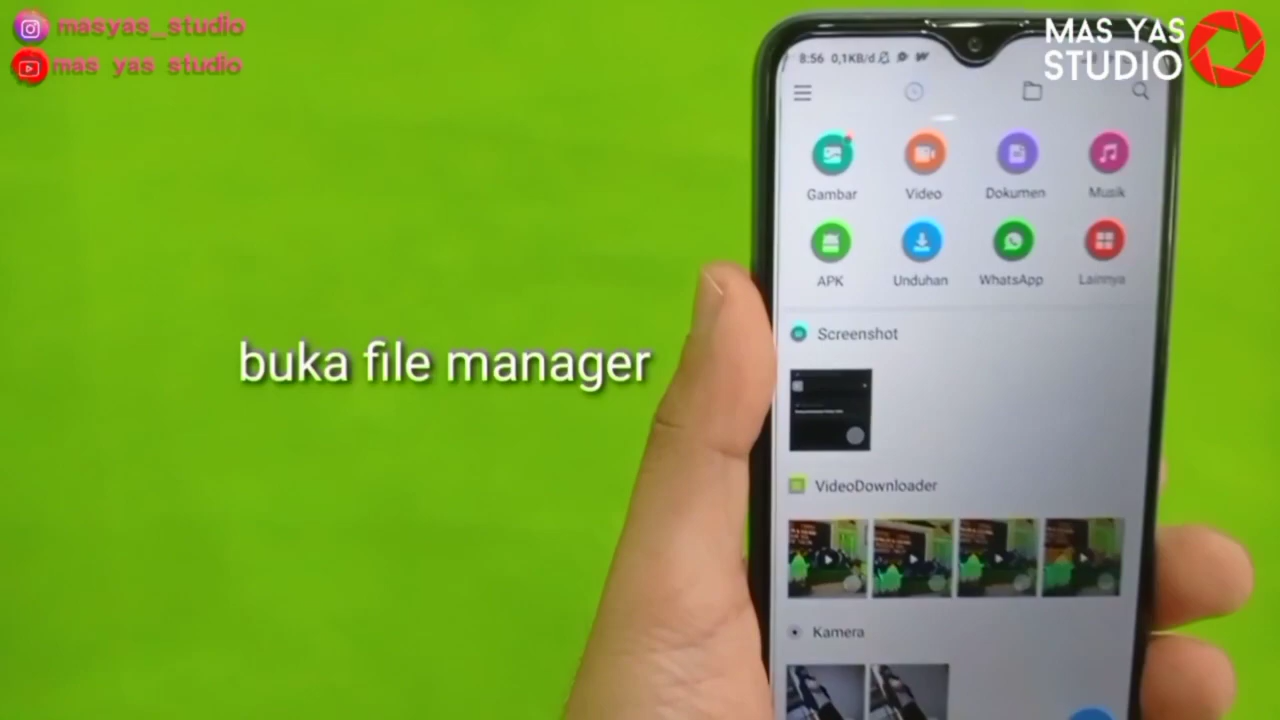 masyas_studio
mas yas studio
MAS YAS
STUDIO
8:56 0,1KB/d
Gambar Video Dokumen Musik
APK Unduhan WhatsApp Lainnya
Screenshot
buka file manager
VideoDownloader
Kamera